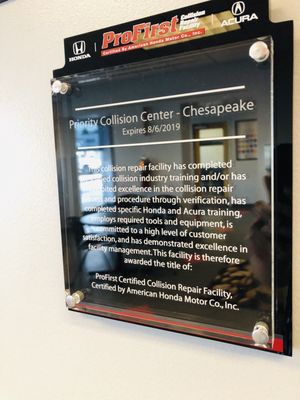 HONDA
ProFirst Collision Repair Facility
Certified By American Honda Motor Co., Inc.
ACURA
Priority Collision Center - Chesapeake
Expires 8/6/2019
This collision repair facility has completed
collision industry training and/or has
excellence in the collision repair
and procedure through verification, has
completed specific Honda and Acura training,
employs required tools and equipment, is
committed to a high level of customer
satisfaction, and has demonstrated excellence in
facility management. This facility is therefore
awarded the title of:
ProFirst Certified Collision Repair Facility,
Certified by American Honda Motor Co., Inc.